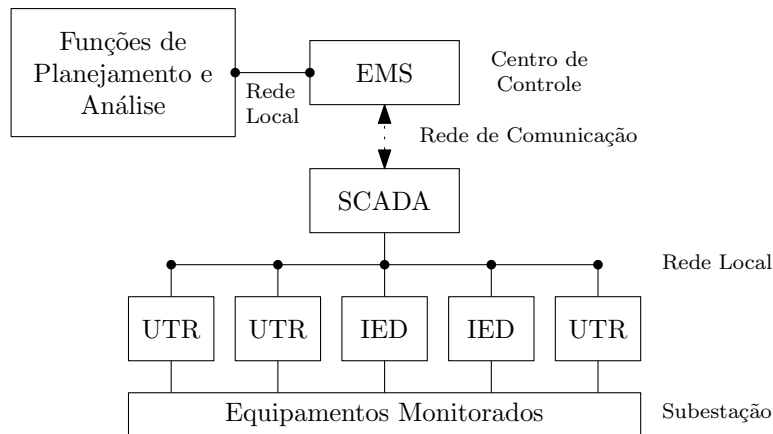 Funções de
Planejamento e
Análise
EMS
Centro de
Controle
Rede
Local
Rede de Comunicação
SCADA
Rede Local
UTR
UTR
IED
IED
UTR
Equipamentos Monitorados
Subestação